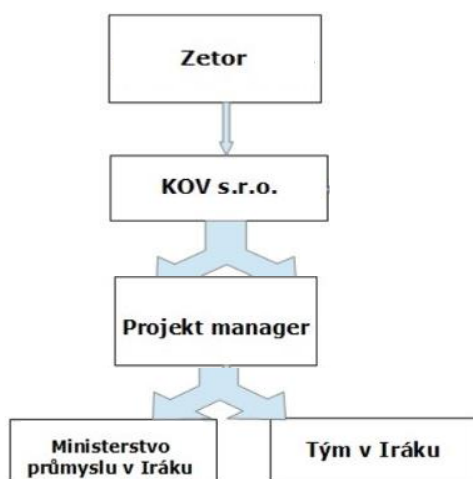 Zetor
KOV s.r.o.
Projekt manager
Ministerstvo
průmyslu v Iráku
Tým v Iráku